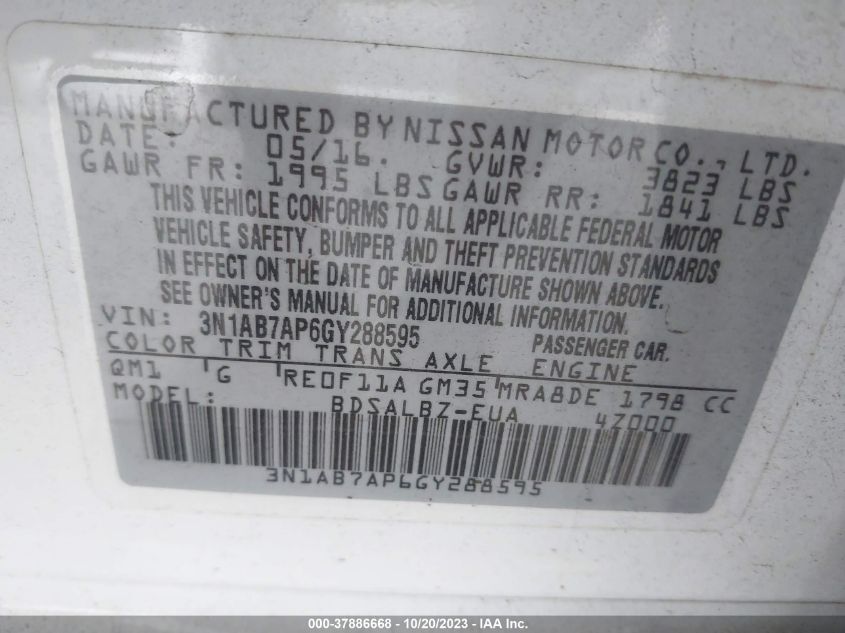 MANUFACTURED BY NISSAN MOTOR CO., LTD.
DATE: 05/16. GVWR: 3823 LBS
GAWR FR: 1995 LBS GAWR RR: 1841 LBS
THIS VEHICLE CONFORMS TO ALL APPLICABLE FEDERAL MOTOR
VEHICLE SAFETY, BUMPER AND THEFT PREVENTION STANDARDS
IN EFFECT ON THE DATE OF MANUFACTURE SHOWN ABOVE.
SEE OWNER'S MANUAL FOR ADDITIONAL INFORMATION.
VIN: 3N1AB7AP6GY288595 PASSENGER CAR.
COLOR TRIM TRANS AXLE ENGINE
QM1 G RE0F11A GM35 MRA8DE 1798 CC
MODEL: BDSALBZ-EUA 4Z000
3N1AB7AP6GY288595
000-37886668 - 10/20/2023 - IAA Inc.